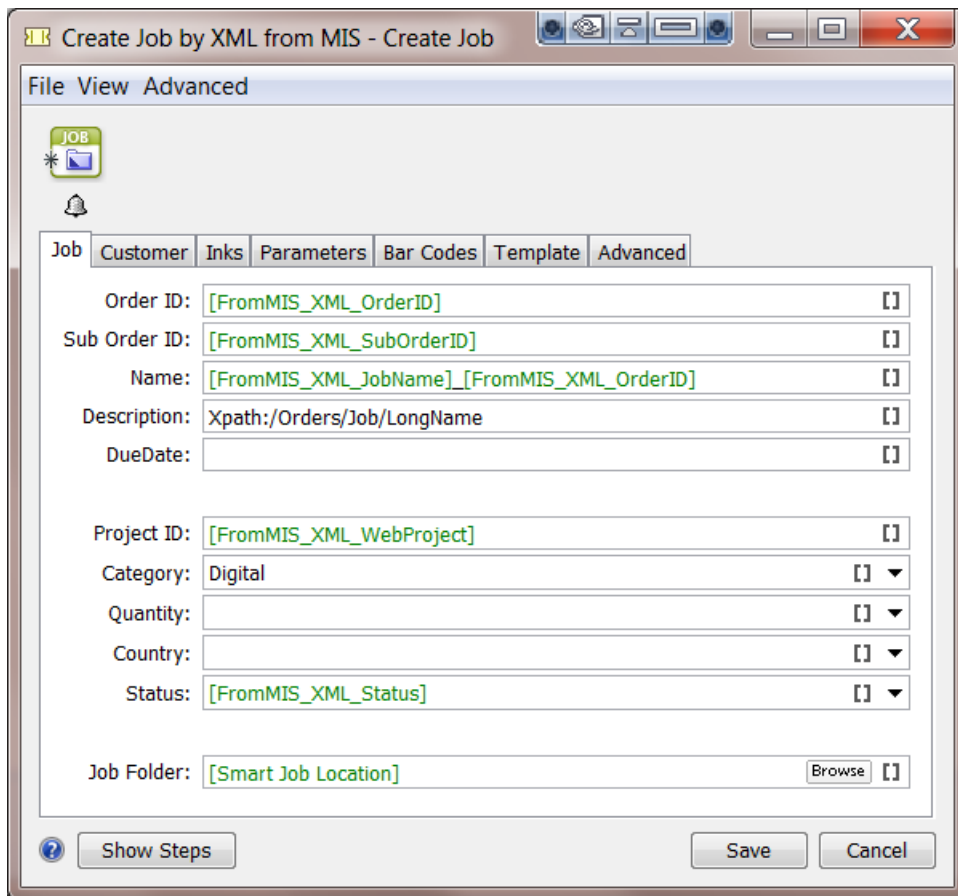 Create Job by XML from MIS - Create Job
File View Advanced
JOB
Job Customer Inks Parameters Bar Codes Template Advanced
Order ID: [FromMIS_XML_OrderID] []
Sub Order ID: [FromMIS_XML_SubOrderID] []
Name: [FromMIS_XML_JobName]_[FromMIS_XML_OrderID] []
Description: Xpath:/Orders/Job/LongName []
DueDate: []
Project ID: [FromMIS_XML_WebProject] []
Category: Digital []
Quantity: []
Country: []
Status: [FromMIS_XML_Status] []
Job Folder: [Smart Job Location] Browse []
? Show Steps Save Cancel